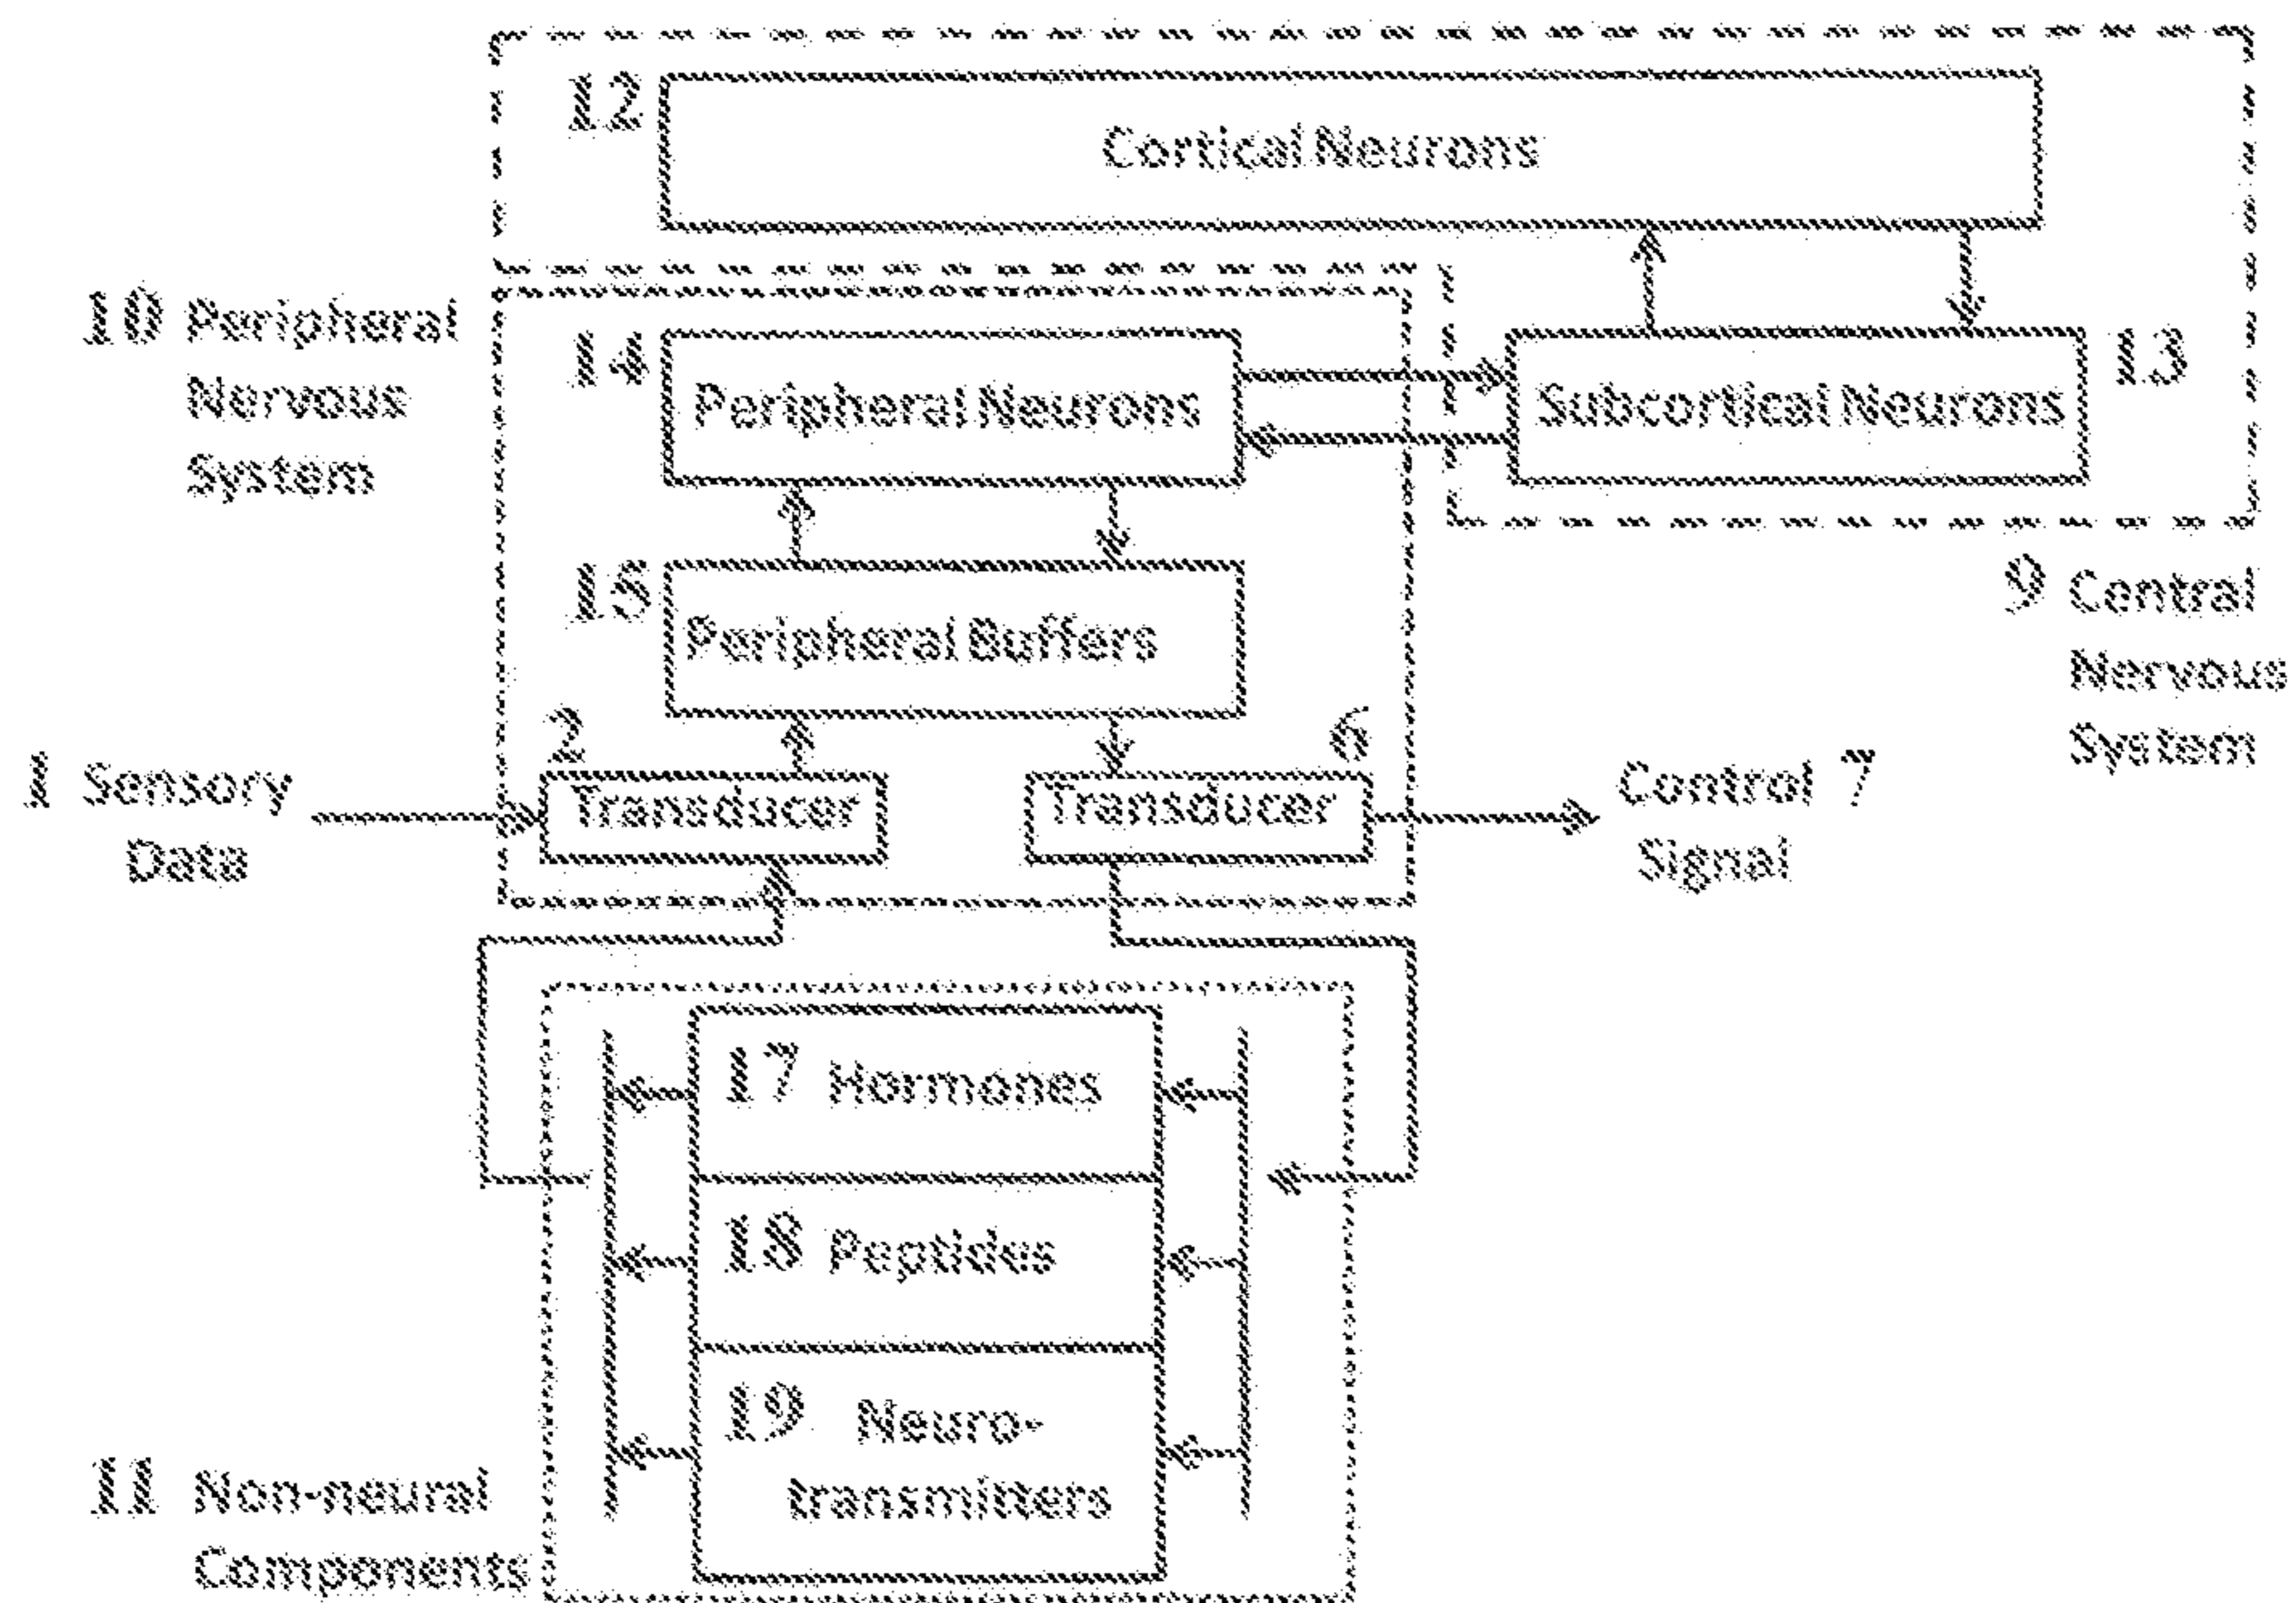 12
Cortical Neurons
10 Peripheral
Nervous
System
14
Peripheral Neurons
Subcortical Neurons
13
15
Peripheral Buffers
9 Central
Nervous
System
2
6
1 Sensory
Data
Transducer
Transducer
Control 7
Signal
17 Hormones
18 Peptides
19 Neuro-
transmitters
11 Non-neural
Components